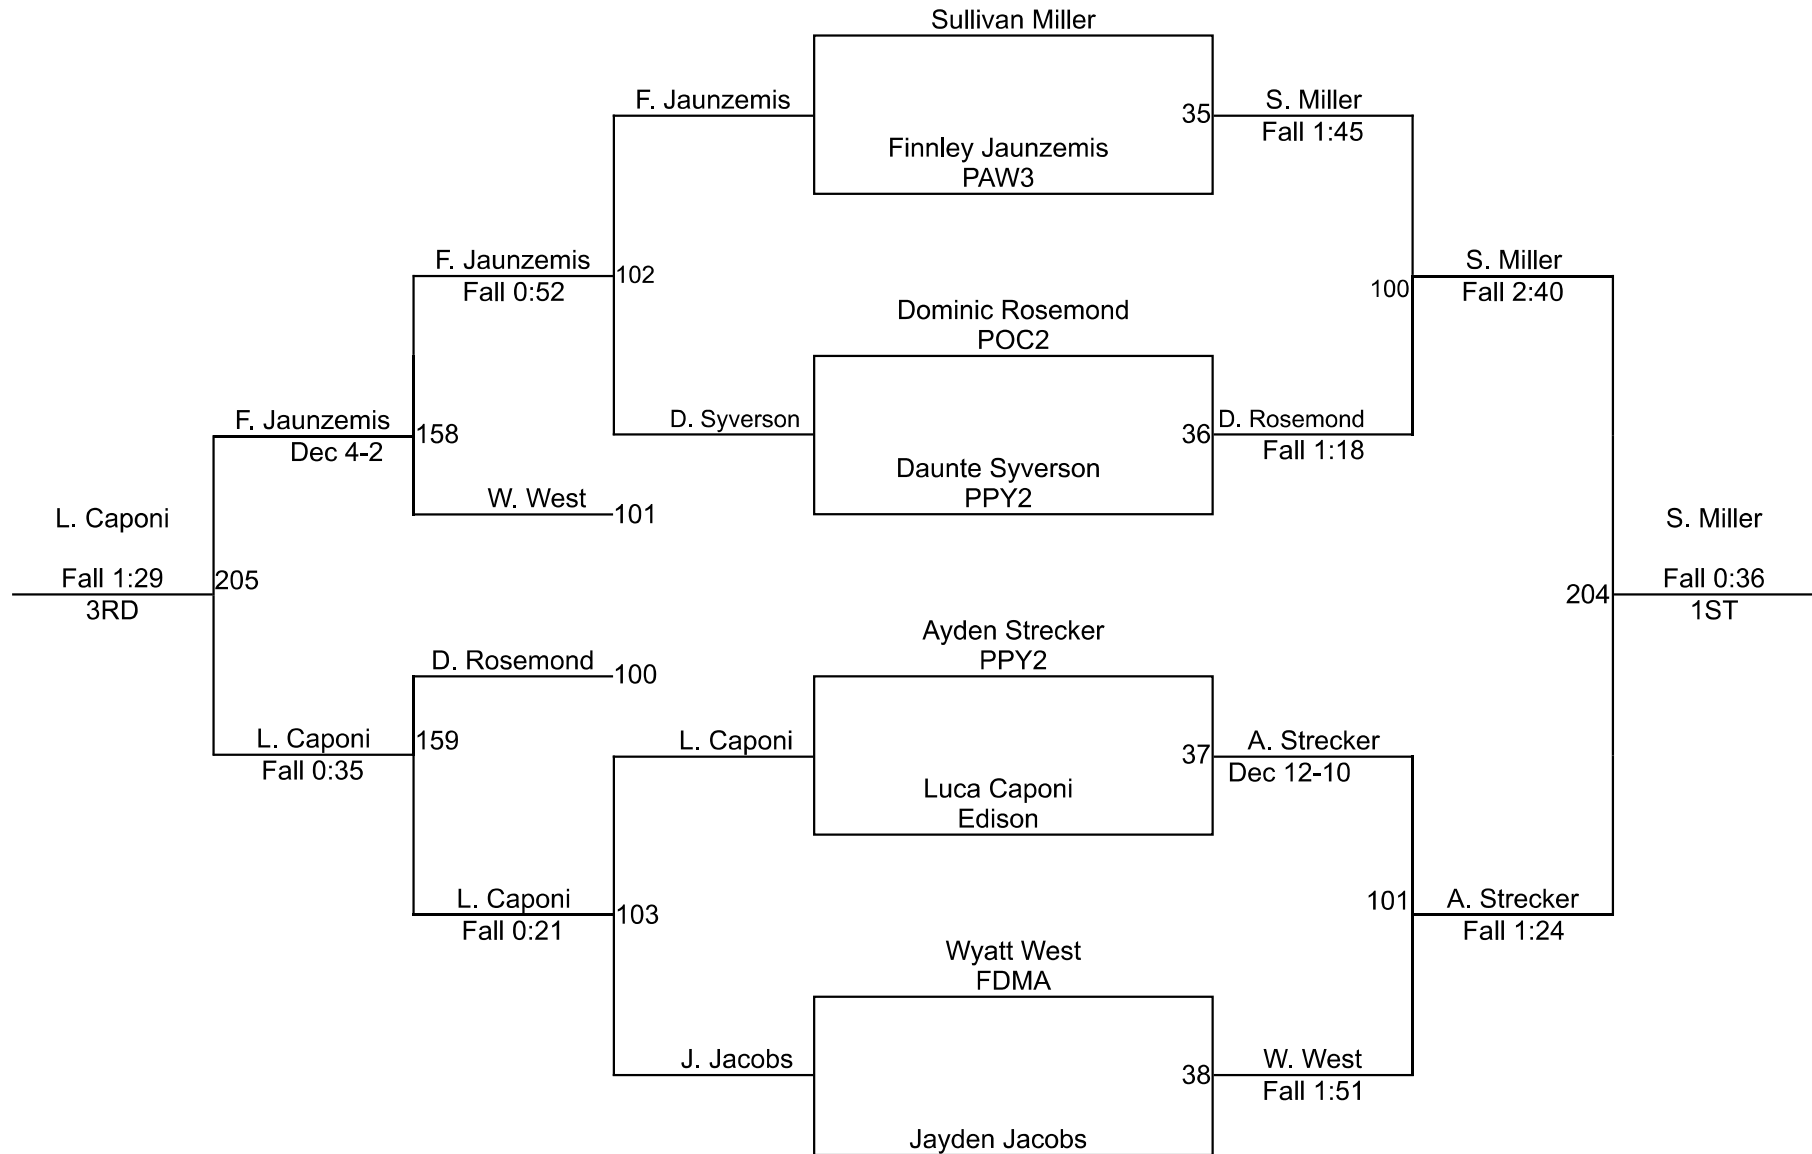 Sullivan Miller
F. Jaunzemis
35
S. Miller
Fall 1:45
Finnley Jaunzemis
PAW3
F. Jaunzemis
Fall 0:52
102
S. Miller
Fall 2:40
100
Dominic Rosemond
POC2
F. Jaunzemis
Dec 4-2
158
D. Syverson
36
D. Rosemond
Fall 1:18
Daunte Syverson
PPY2
W. West
101
L. Caponi
Fall 1:29
3RD
205
S. Miller
Fall 0:36
1ST
204
Ayden Strecker
PPY2
D. Rosemond
100
L. Caponi
Fall 0:35
159
L. Caponi
37
A. Strecker
Dec 12-10
Luca Caponi
Edison
L. Caponi
Fall 0:21
103
101
A. Strecker
Fall 1:24
Wyatt West
FDMA
J. Jacobs
38
W. West
Fall 1:51
Jayden Jacobs